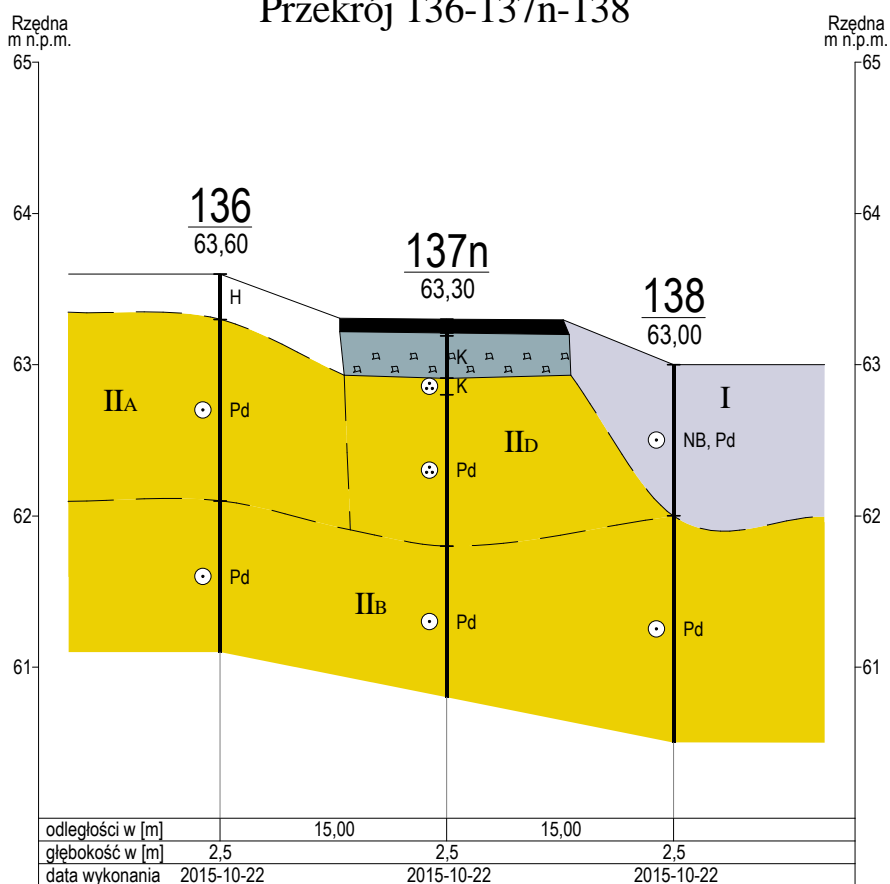 Przekrój 136-137n-138
Rzędna
m n.p.m.
Rzędna
m n.p.m.
65
65
64
64
136
63,60
137n
63,30
138
63,00
H
63
63
K
K
IIA
Pd
I
IID
NB, Pd
Pd
62
62
Pd
IIB
Pd
Pd
61
61
odległości w [m] 15,00 15,00
głębokość w [m] 2,5 2,5 2,5
data wykonania 2015-10-22 2015-10-22 2015-10-22